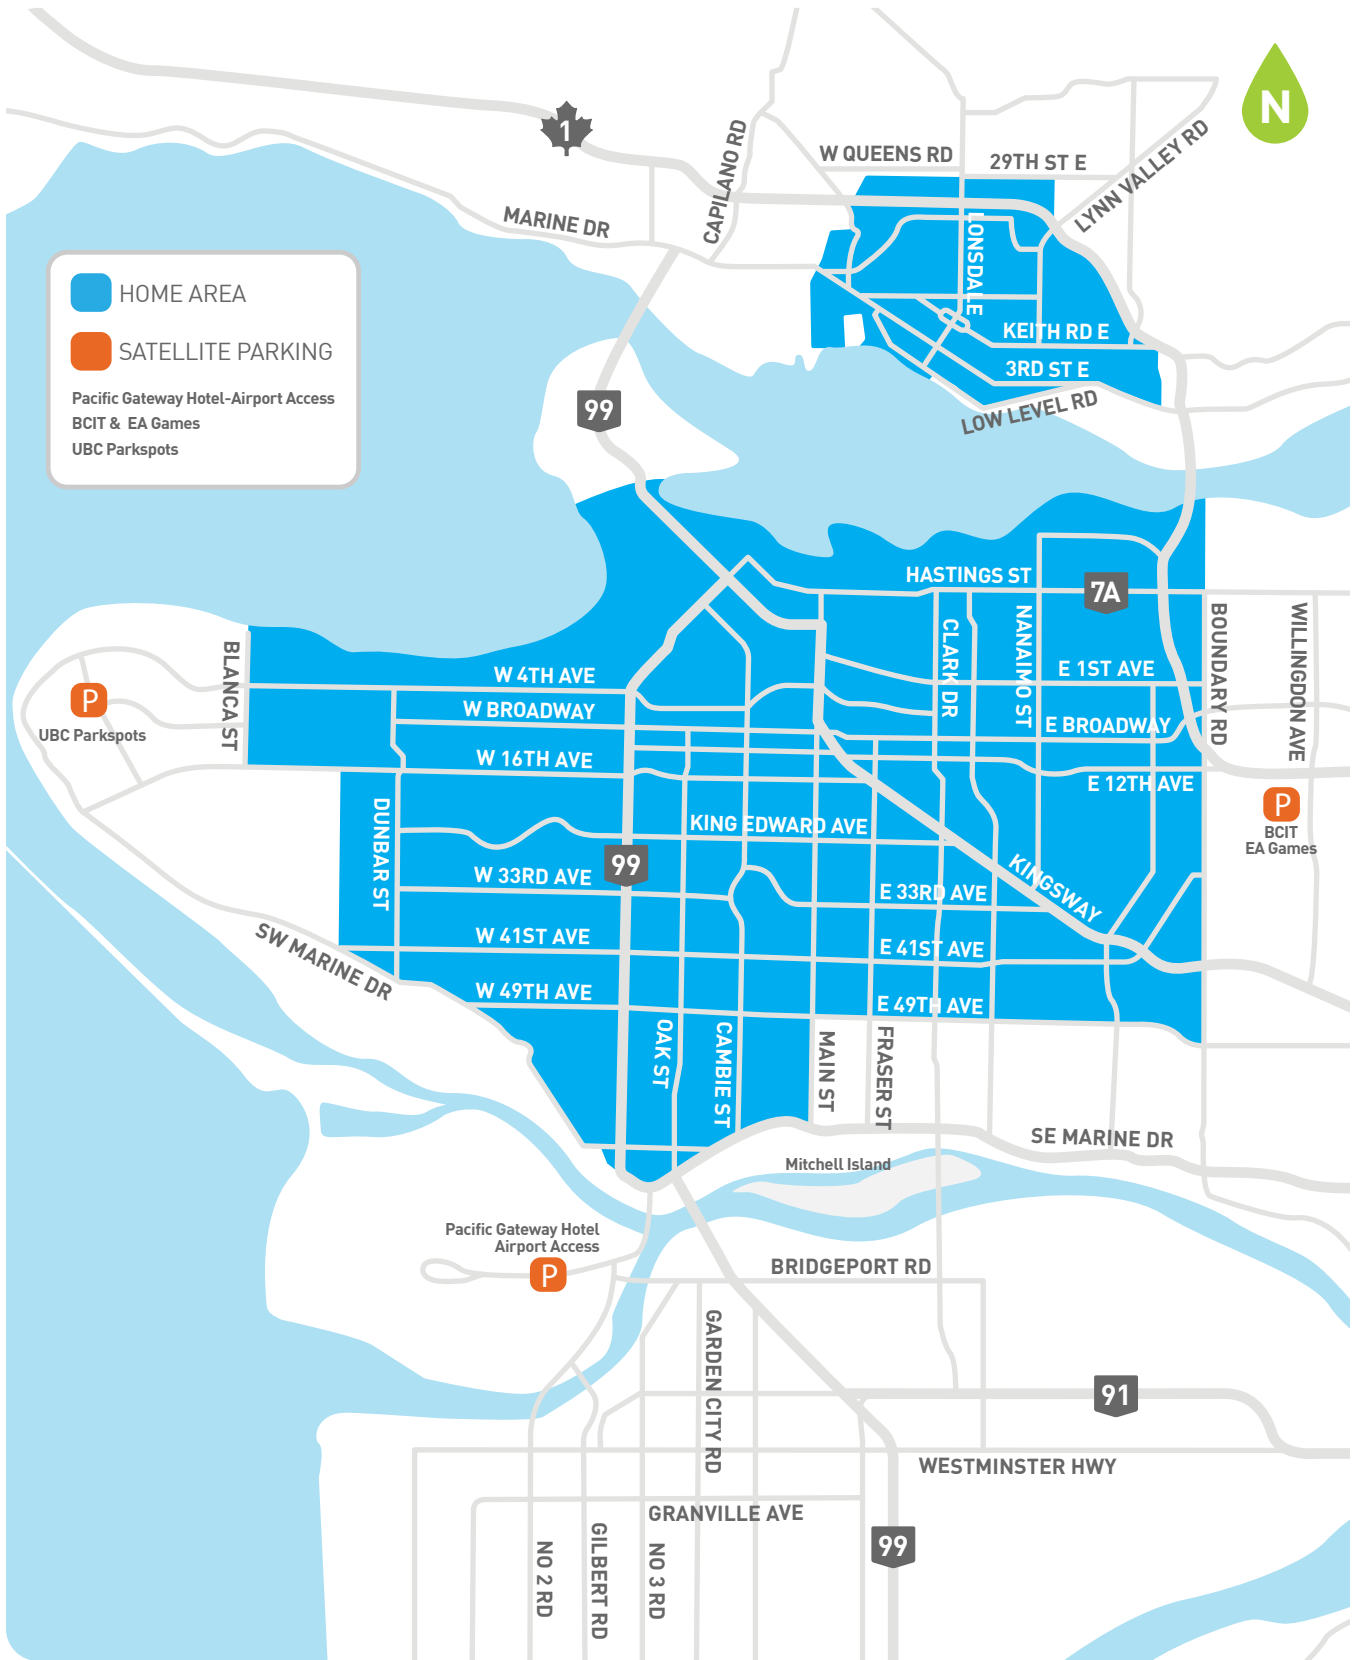 N
1
CAPILANO RD
W QUEENS RD
29TH ST E
LYNN VALLEY RD
MARINE DR
LONSDALE
HOME AREA
SATELLITE PARKING
Pacific Gateway Hotel-Airport Access
BCIT & EA Games
UBC Parkspots
KEITH RD E
3RD ST E
LOW LEVEL RD
99
HASTINGS ST
7A
BLANCA ST
CLARK DR
NANAIMO ST
BOUNDARY RD
WILLINGDON AVE
W 4TH AVE
E 1ST AVE
P
UBC Parkspots
W BROADWAY
E BROADWAY
W 16TH AVE
E 12TH AVE
P
BCIT
EA Games
DUNBAR ST
KING EDWARD AVE
99
W 33RD AVE
E 33RD AVE
KINGSWAY
SW MARINE DR
W 41ST AVE
E 41ST AVE
W 49TH AVE
E 49TH AVE
OAK ST
CAMBIE ST
MAIN ST
FRASER ST
SE MARINE DR
Mitchell Island
Pacific Gateway Hotel
Airport Access
P
BRIDGEPORT RD
GARDEN CITY RD
91
WESTMINSTER HWY
GRANVILLE AVE
99
NO 2 RD
GILBERT RD
NO 3 RD